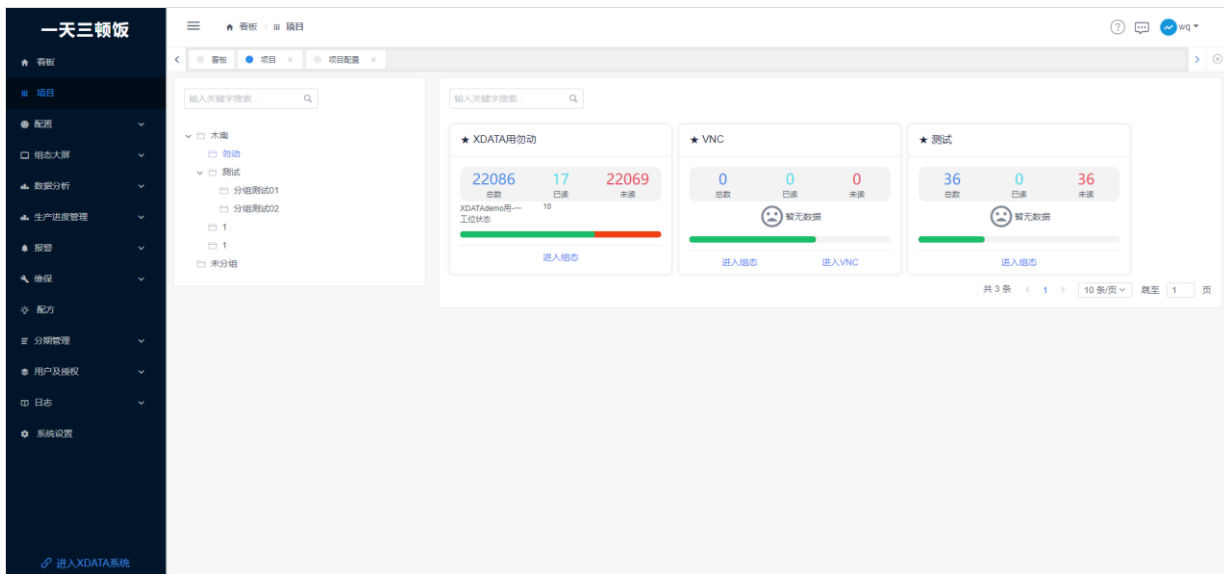 一天三顿饭
看板 / 项目
wq
看板
项目
配置
组态大屏
数据分析
生产进度管理
报警
维保
配方
分期管理
用户及授权
日志
系统设置
进入XDATA系统
看板 项目 × 项目配置 ×
输入关键字搜索...
木南
勿动
测试
分组测试01
分组测试02
1
1
未分组
输入关键字搜索...
★ XDATA用勿动
22086 17 22069
总数 已读 未读
XDATAdemo用-一 10
工位状态
进入组态
★ VNC
0 0 0
总数 已读 未读
暂无数据
进入组态 进入VNC
★ 测试
36 0 36
总数 已读 未读
暂无数据
进入组态
共 3 条 < 1 > 10 条/页 跳至 1 页